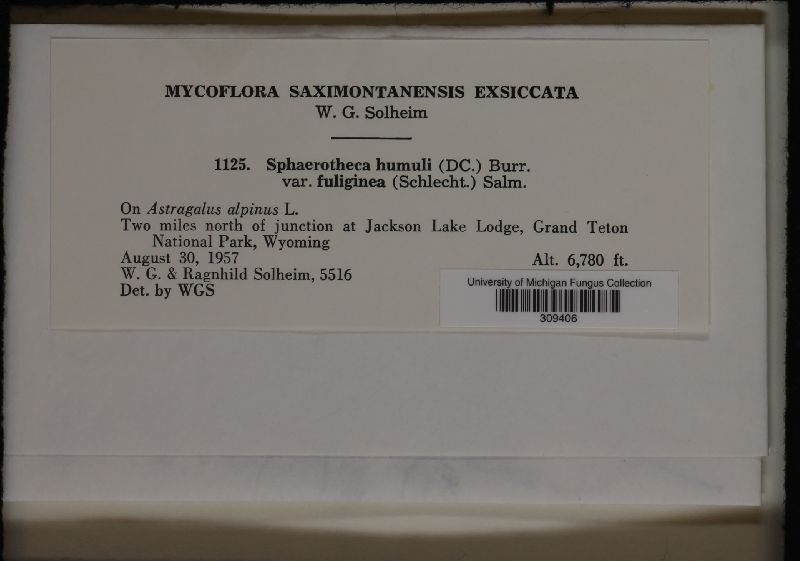 MYCOFLORA SAXIMONTANENSIS EXSICCATA
W. G. Solheim
1125. Sphaerotheca humuli (DC.) Burr.
var. fuliginea (Schlecht.) Salm.
On Astragalus alpinus L.
Two miles north of junction at Jackson Lake Lodge, Grand Teton
National Park, Wyoming
August 30, 1957 Alt. 6,780 ft.
W. G. & Ragnhild Solheim, 5516
Det. by WGS
University of Michigan Fungus Collection
309406